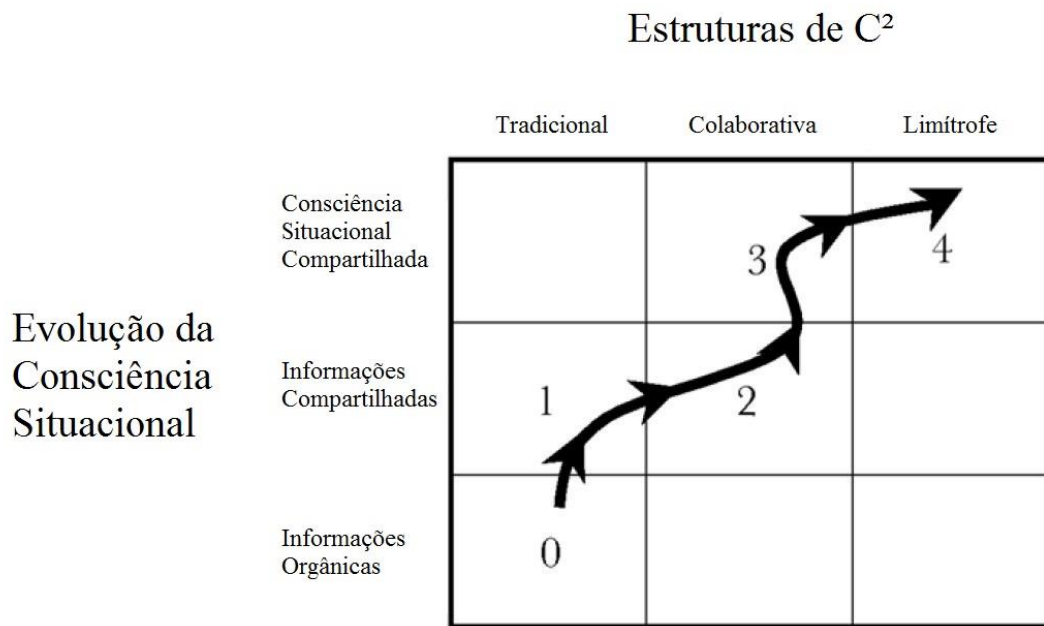 Estruturas de C²
Tradicional
Colaborativa
Limítrofe
Consciência
Situacional
Compartilhada
3
4
Evolução da
Consciência
Situacional
Informações
Compartilhadas
1
2
Informações
Orgânicas
0